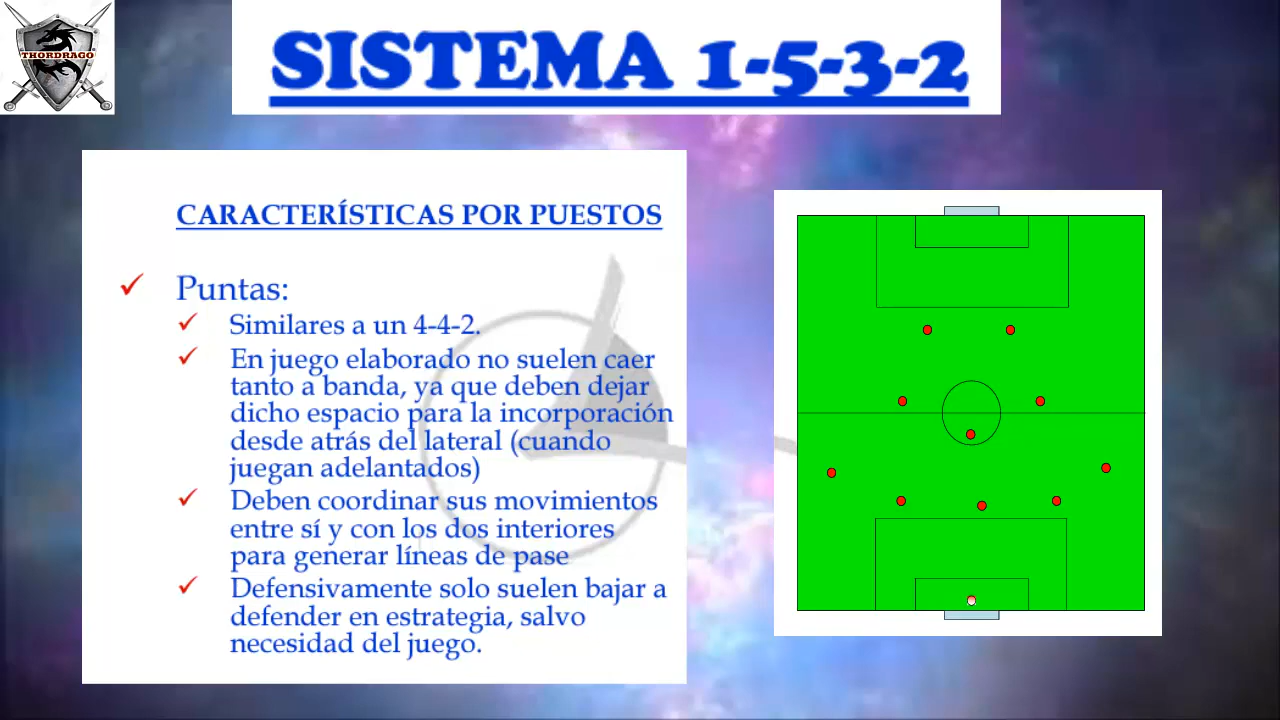 THORDRAGO
SISTEMA 1-5-3-2
CARACTERÍSTICAS POR PUESTOS
Puntas:
Similares a un 4-4-2.
En juego elaborado no suelen caer
tanto a banda, ya que deben dejar
dicho espacio para la incorporación
desde atrás del lateral (cuando
juegan adelantados)
Deben coordinar sus movimientos
entre sí y con los dos interiores
para generar líneas de pase
Defensivamente solo suelen bajar a
defender en estrategia, salvo
necesidad del juego.